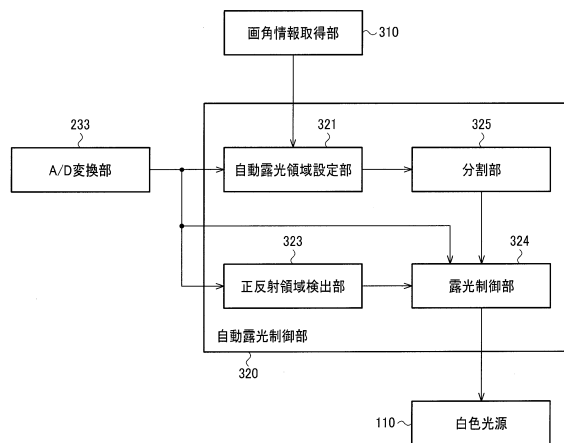 画角情報取得部
310
233
321
325
A/D変換部
自動露光領域設定部
分割部
323
324
正反射領域検出部
露光制御部
自動露光制御部
320
110
白色光源